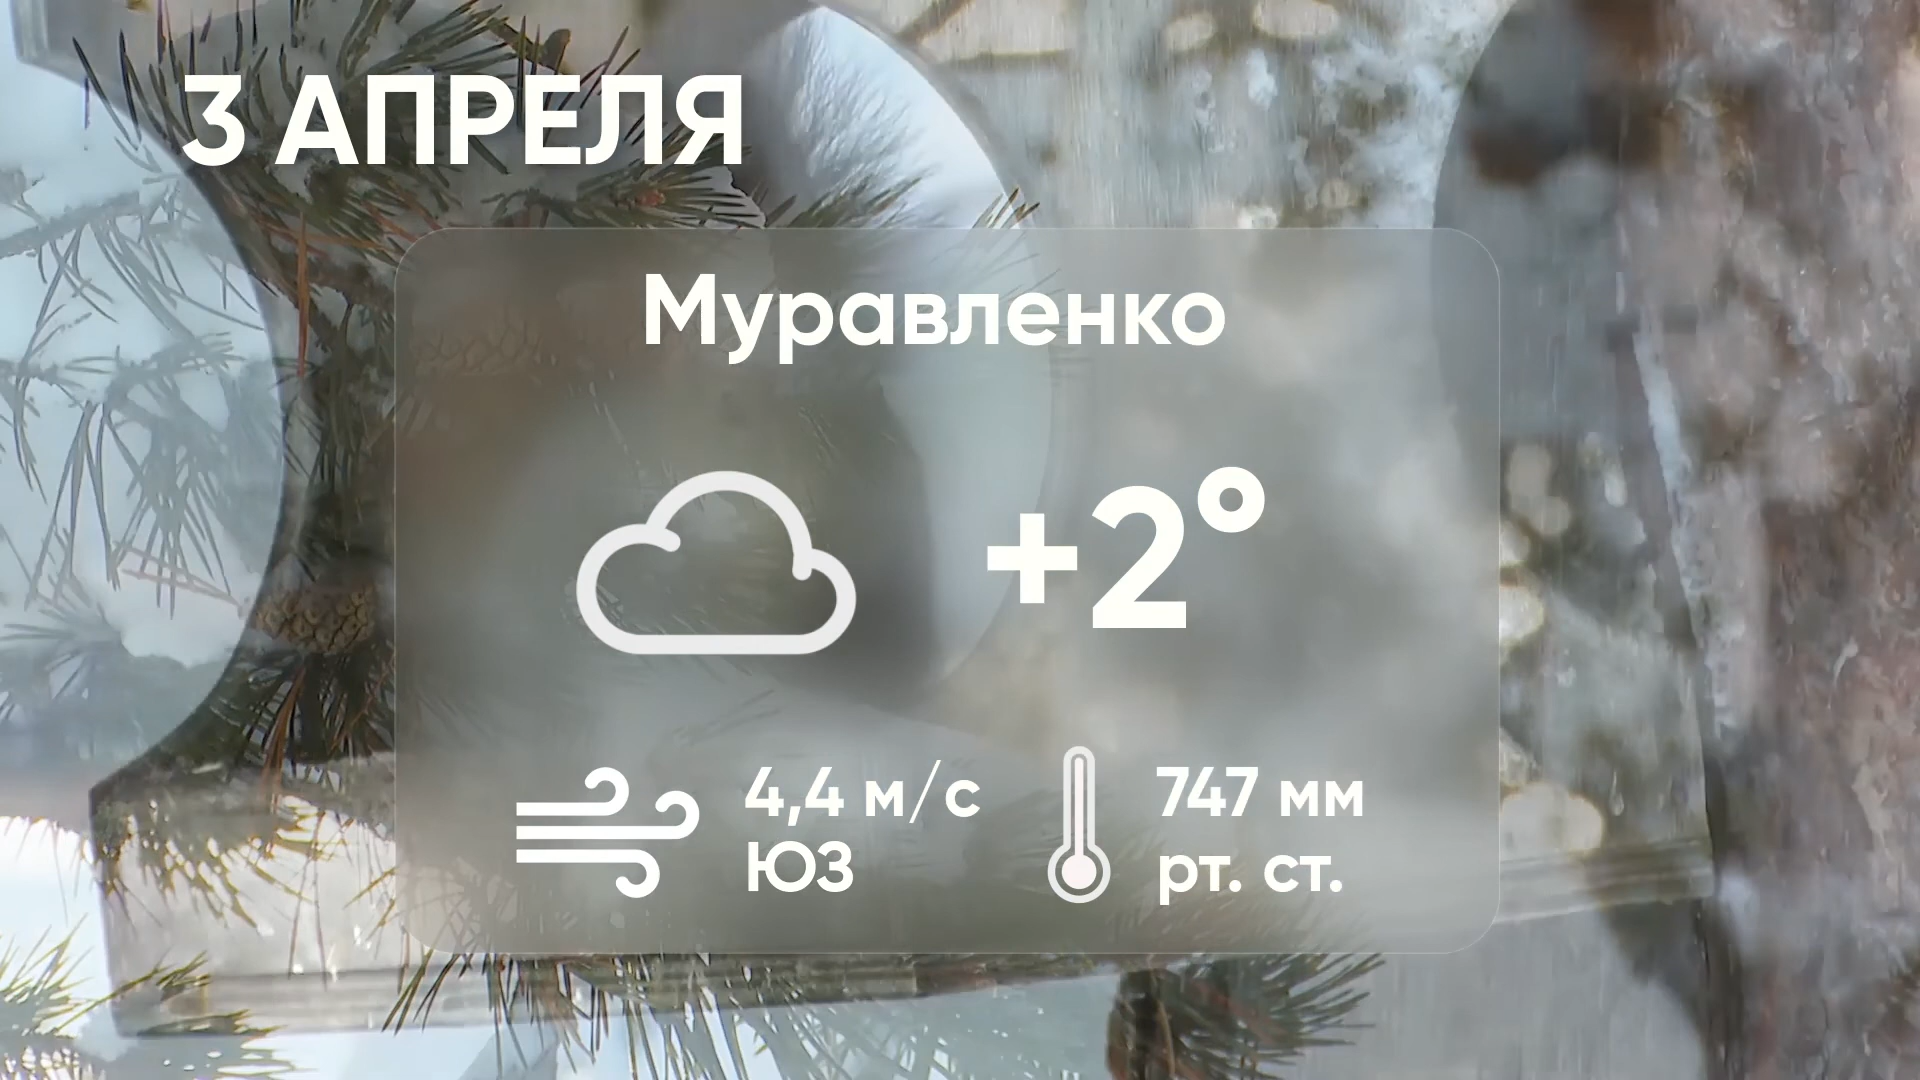 3 АПРЕЛЯ
Муравленко
+2°
4,4 м/с
ЮЗ
747 мм
рт. ст.